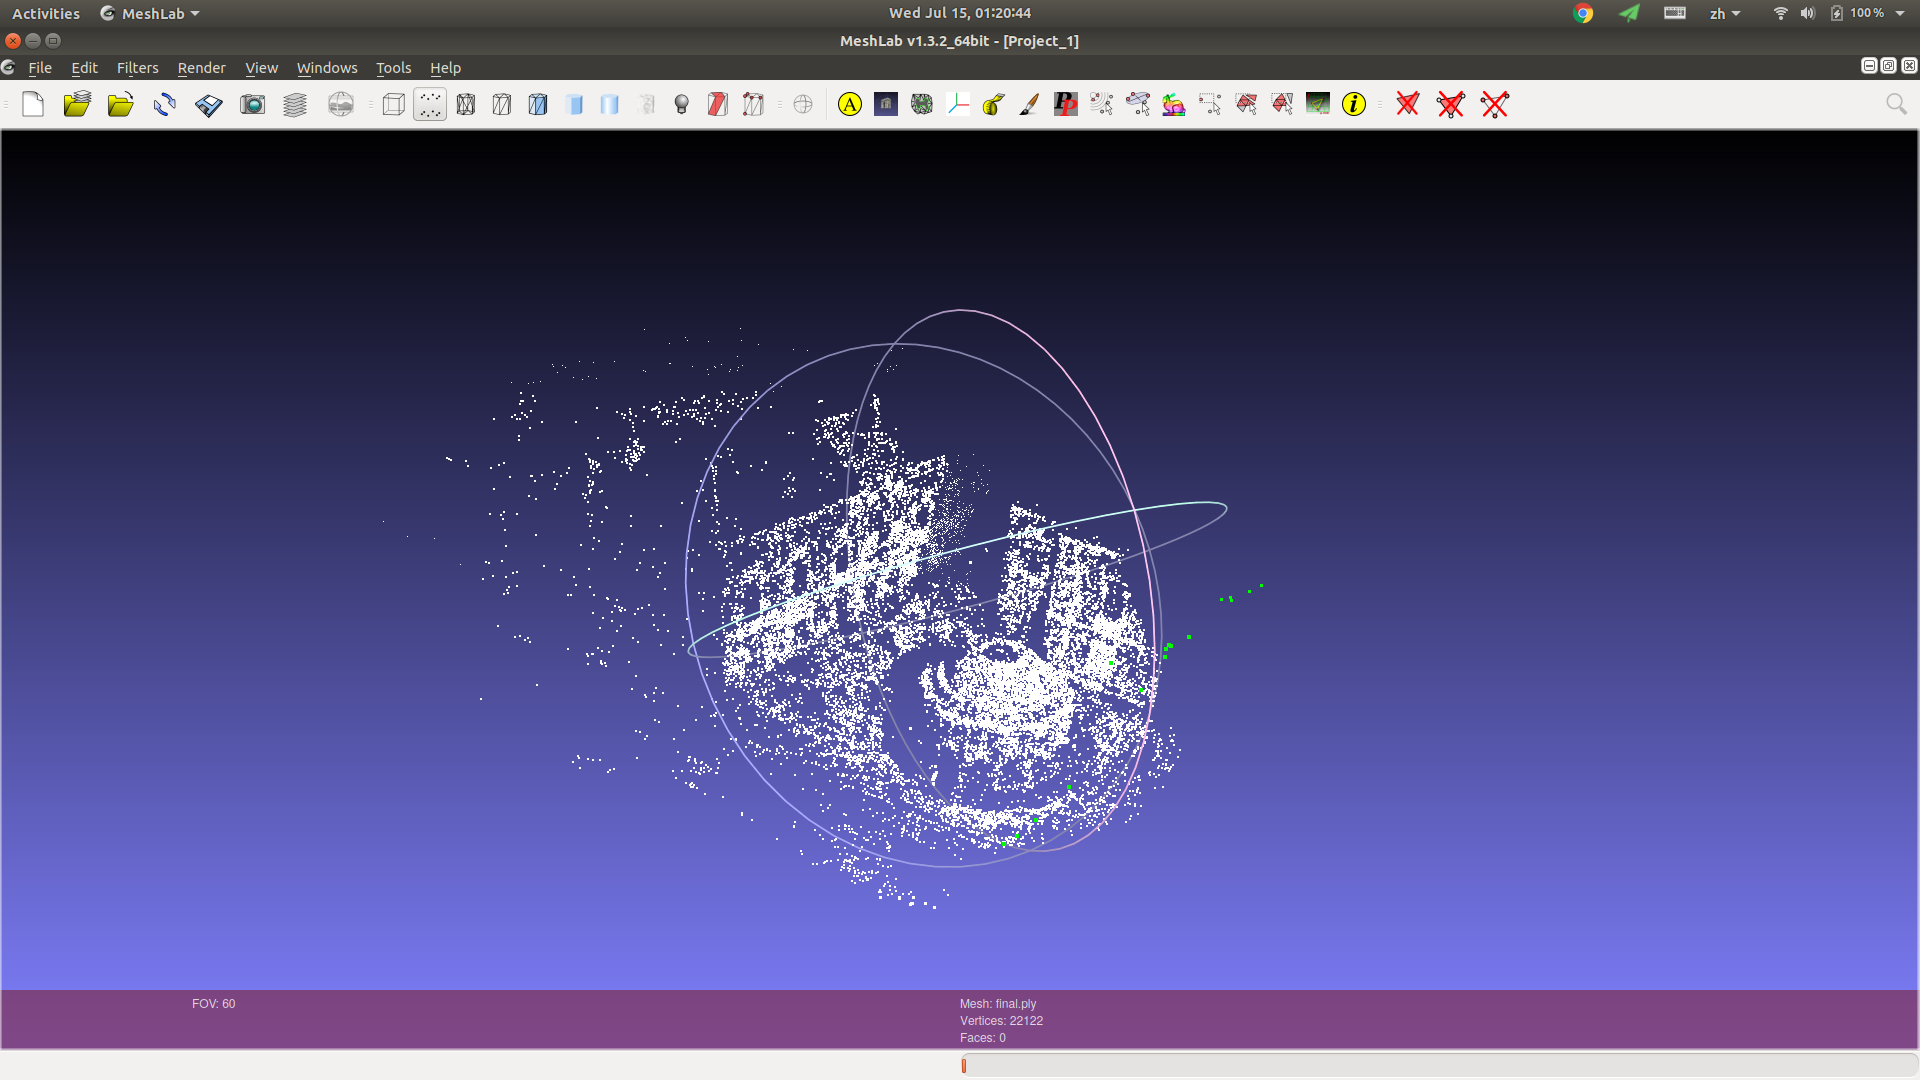 Activities MeshLab Wed Jul 15, 01:20:44 zh 100 %
MeshLab v1.3.2_64bit - [Project_1]
File Edit Filters Render View Windows Tools Help
A PP i
FOV: 60
Mesh: final.ply
Vertices: 22122
Faces: 0